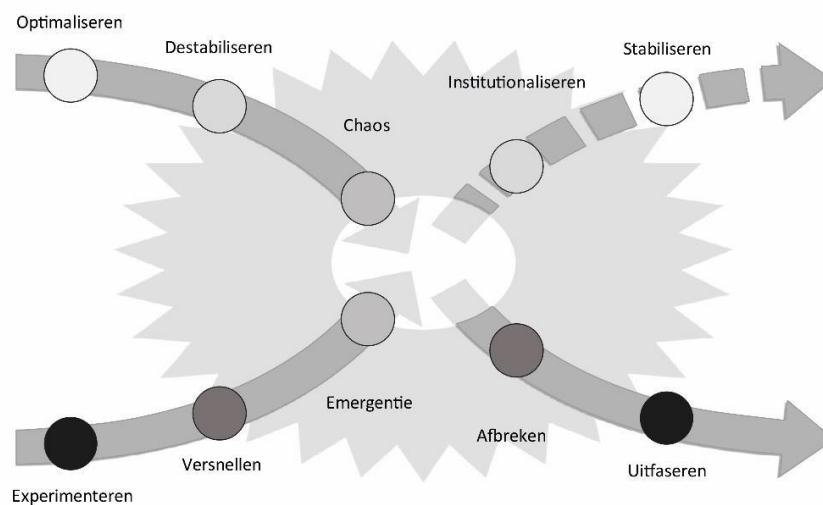 Optimaliseren
Destabiliseren
Chaos
Institutionaliseren
Stabiliseren
Experimenteren
Versnellen
Emergentie
Afbreken
Uitfaseren